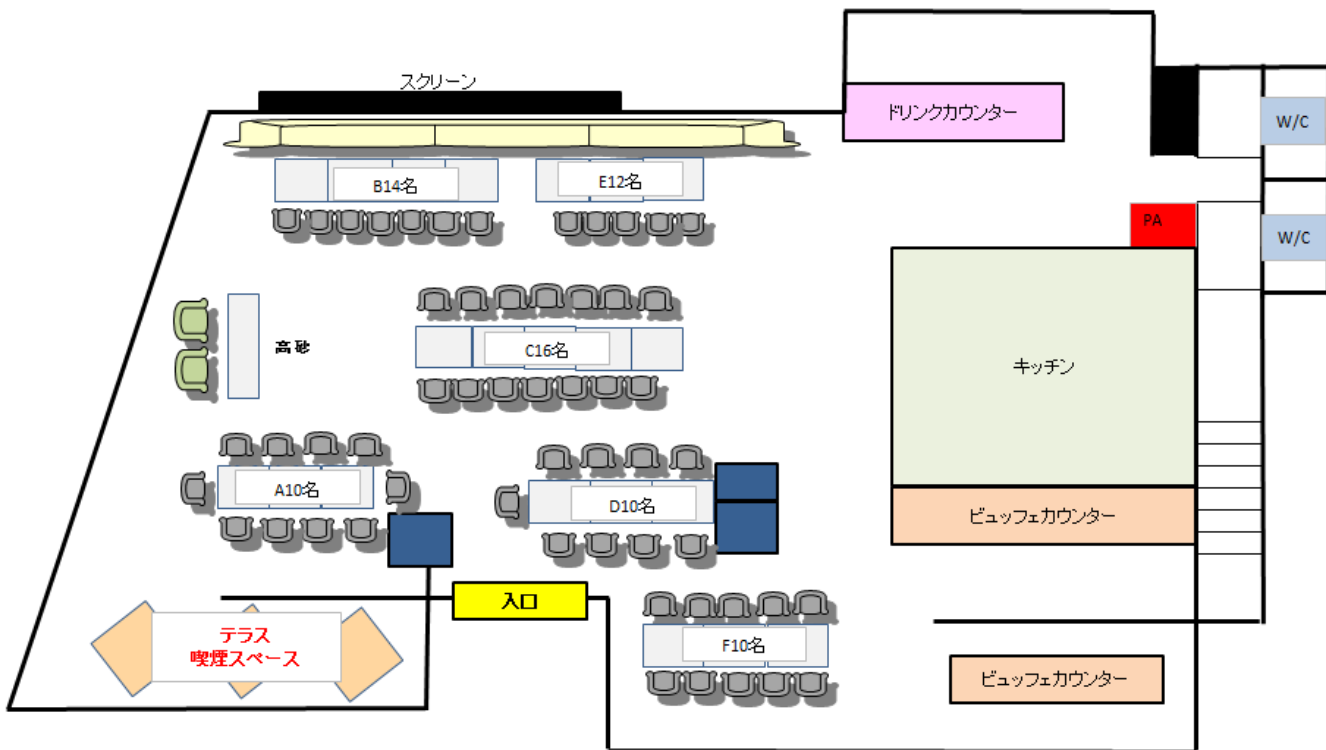 スクリーン
ドリンクカウンター
W/C
B14名
E12名
PA
W/C
高砂
C16名
キッチン
A10名
D10名
ビュッフェカウンター
入口
テラス
喫煙スペース
F10名
ビュッフェカウンター